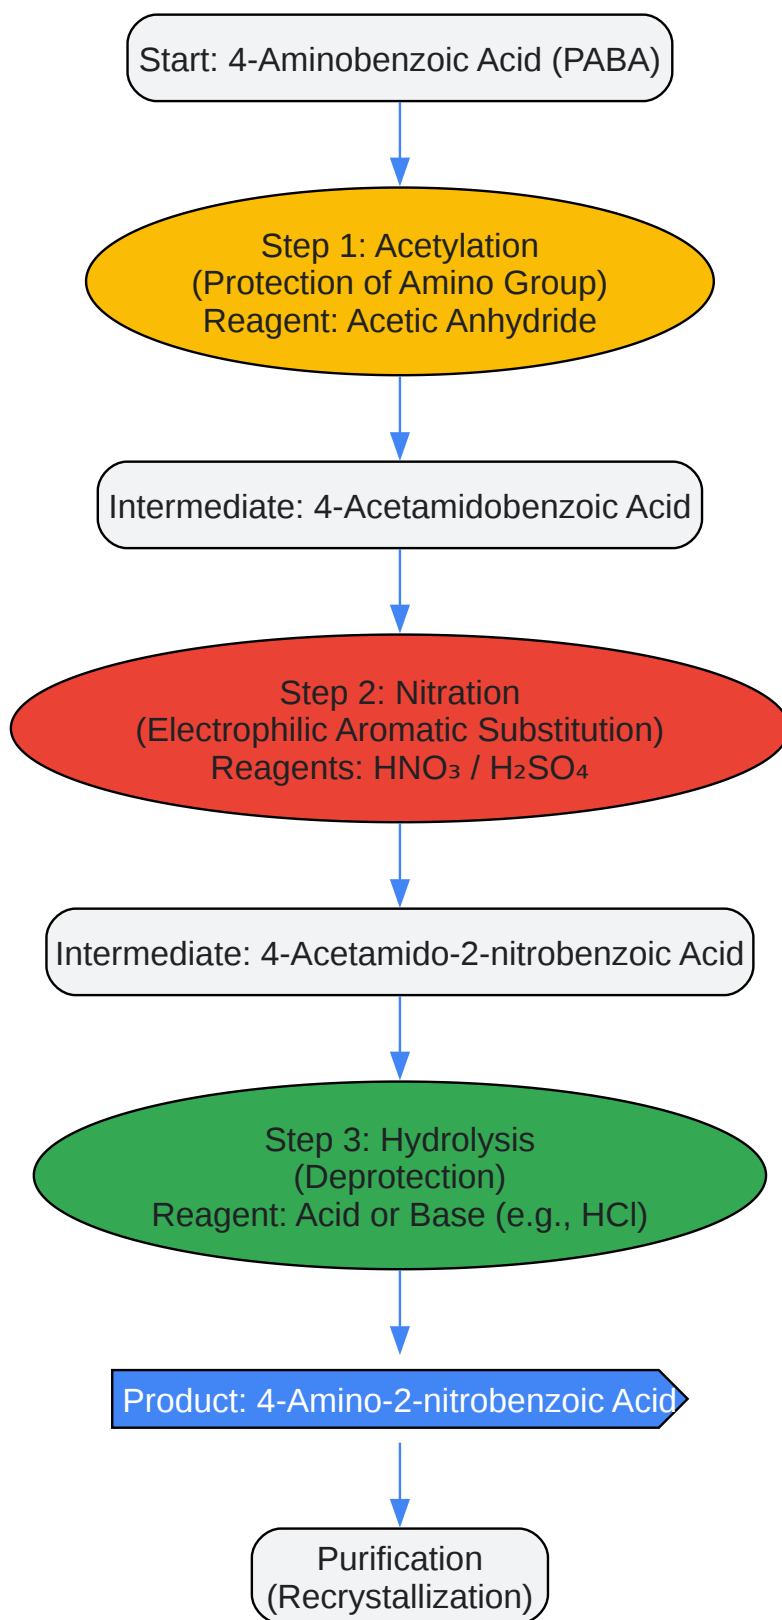 Start: 4-Aminobenzoic Acid (PABA)
Step 1: Acetylation
(Protection of Amino Group)
Reagent: Acetic Anhydride
Intermediate: 4-Acetamidobenzoic Acid
Step 2: Nitration
(Electrophilic Aromatic Substitution)
Reagents: HNO₃ / H₂SO₄
Intermediate: 4-Acetamido-2-nitrobenzoic Acid
Step 3: Hydrolysis
(Deprotection)
Reagent: Acid or Base (e.g., HCl)
Product: 4-Amino-2-nitrobenzoic Acid
Purification
(Recrystallization)